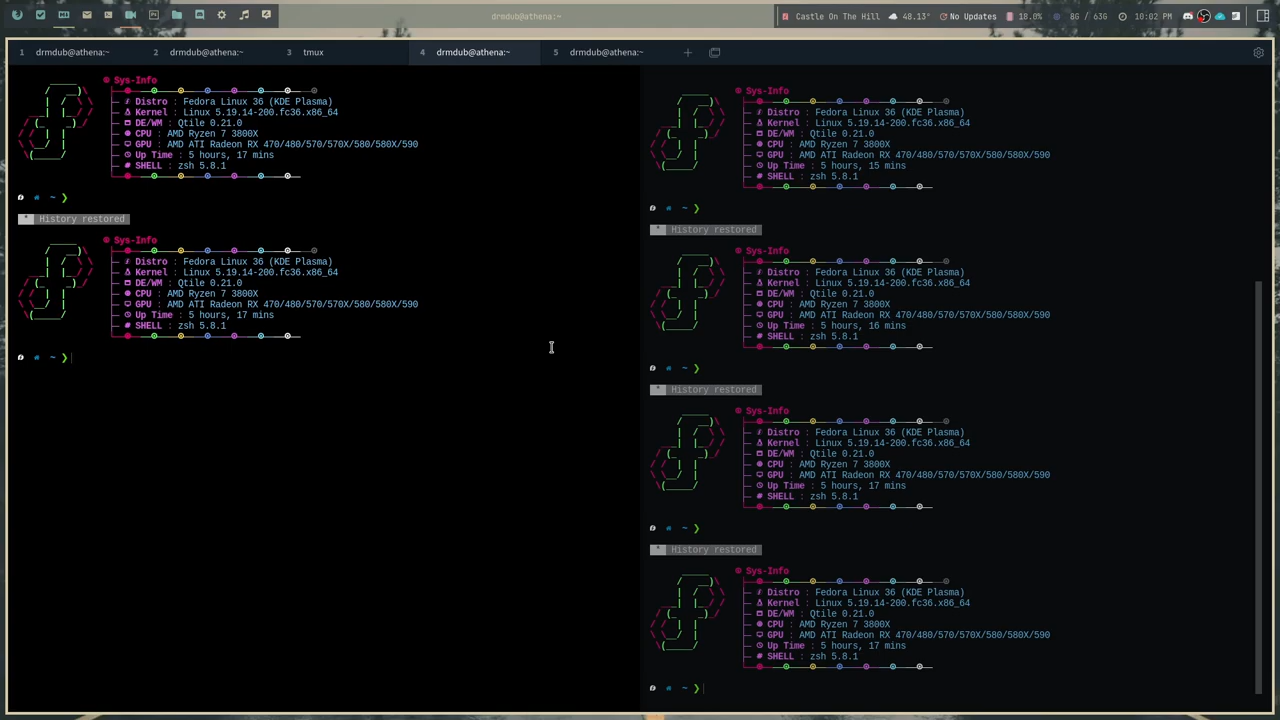 drmdub@athena:~
Castle On The Hill 48.13° No Updates 18.0% 8G / 63G 10:02 PM
1 drmdub@athena:~ 2 drmdub@athena:~ 3 tmux 4 drmdub@athena:~ 5 drmdub@athena:~
Sys-Info
Distro : Fedora Linux 36 (KDE Plasma)
Kernel : Linux 5.19.14-200.fc36.x86_64
DE/WM : Qtile 0.21.0
CPU : AMD Ryzen 7 3800X
GPU : AMD ATI Radeon RX 470/480/570/570X/580/580X/590
Up Time : 5 hours, 17 mins
SHELL : zsh 5.8.1
~ ❯
* History restored
Sys-Info
Distro : Fedora Linux 36 (KDE Plasma)
Kernel : Linux 5.19.14-200.fc36.x86_64
DE/WM : Qtile 0.21.0
CPU : AMD Ryzen 7 3800X
GPU : AMD ATI Radeon RX 470/480/570/570X/580/580X/590
Up Time : 5 hours, 17 mins
SHELL : zsh 5.8.1
~ ❯
Sys-Info
Distro : Fedora Linux 36 (KDE Plasma)
Kernel : Linux 5.19.14-200.fc36.x86_64
DE/WM : Qtile 0.21.0
CPU : AMD Ryzen 7 3800X
GPU : AMD ATI Radeon RX 470/480/570/570X/580/580X/590
Up Time : 5 hours, 15 mins
SHELL : zsh 5.8.1
~ ❯
* History restored
Sys-Info
Distro : Fedora Linux 36 (KDE Plasma)
Kernel : Linux 5.19.14-200.fc36.x86_64
DE/WM : Qtile 0.21.0
CPU : AMD Ryzen 7 3800X
GPU : AMD ATI Radeon RX 470/480/570/570X/580/580X/590
Up Time : 5 hours, 16 mins
SHELL : zsh 5.8.1
~ ❯
* History restored
Sys-Info
Distro : Fedora Linux 36 (KDE Plasma)
Kernel : Linux 5.19.14-200.fc36.x86_64
DE/WM : Qtile 0.21.0
CPU : AMD Ryzen 7 3800X
GPU : AMD ATI Radeon RX 470/480/570/570X/580/580X/590
Up Time : 5 hours, 17 mins
SHELL : zsh 5.8.1
~ ❯
* History restored
Sys-Info
Distro : Fedora Linux 36 (KDE Plasma)
Kernel : Linux 5.19.14-200.fc36.x86_64
DE/WM : Qtile 0.21.0
CPU : AMD Ryzen 7 3800X
GPU : AMD ATI Radeon RX 470/480/570/570X/580/580X/590
Up Time : 5 hours, 17 mins
SHELL : zsh 5.8.1
~ ❯